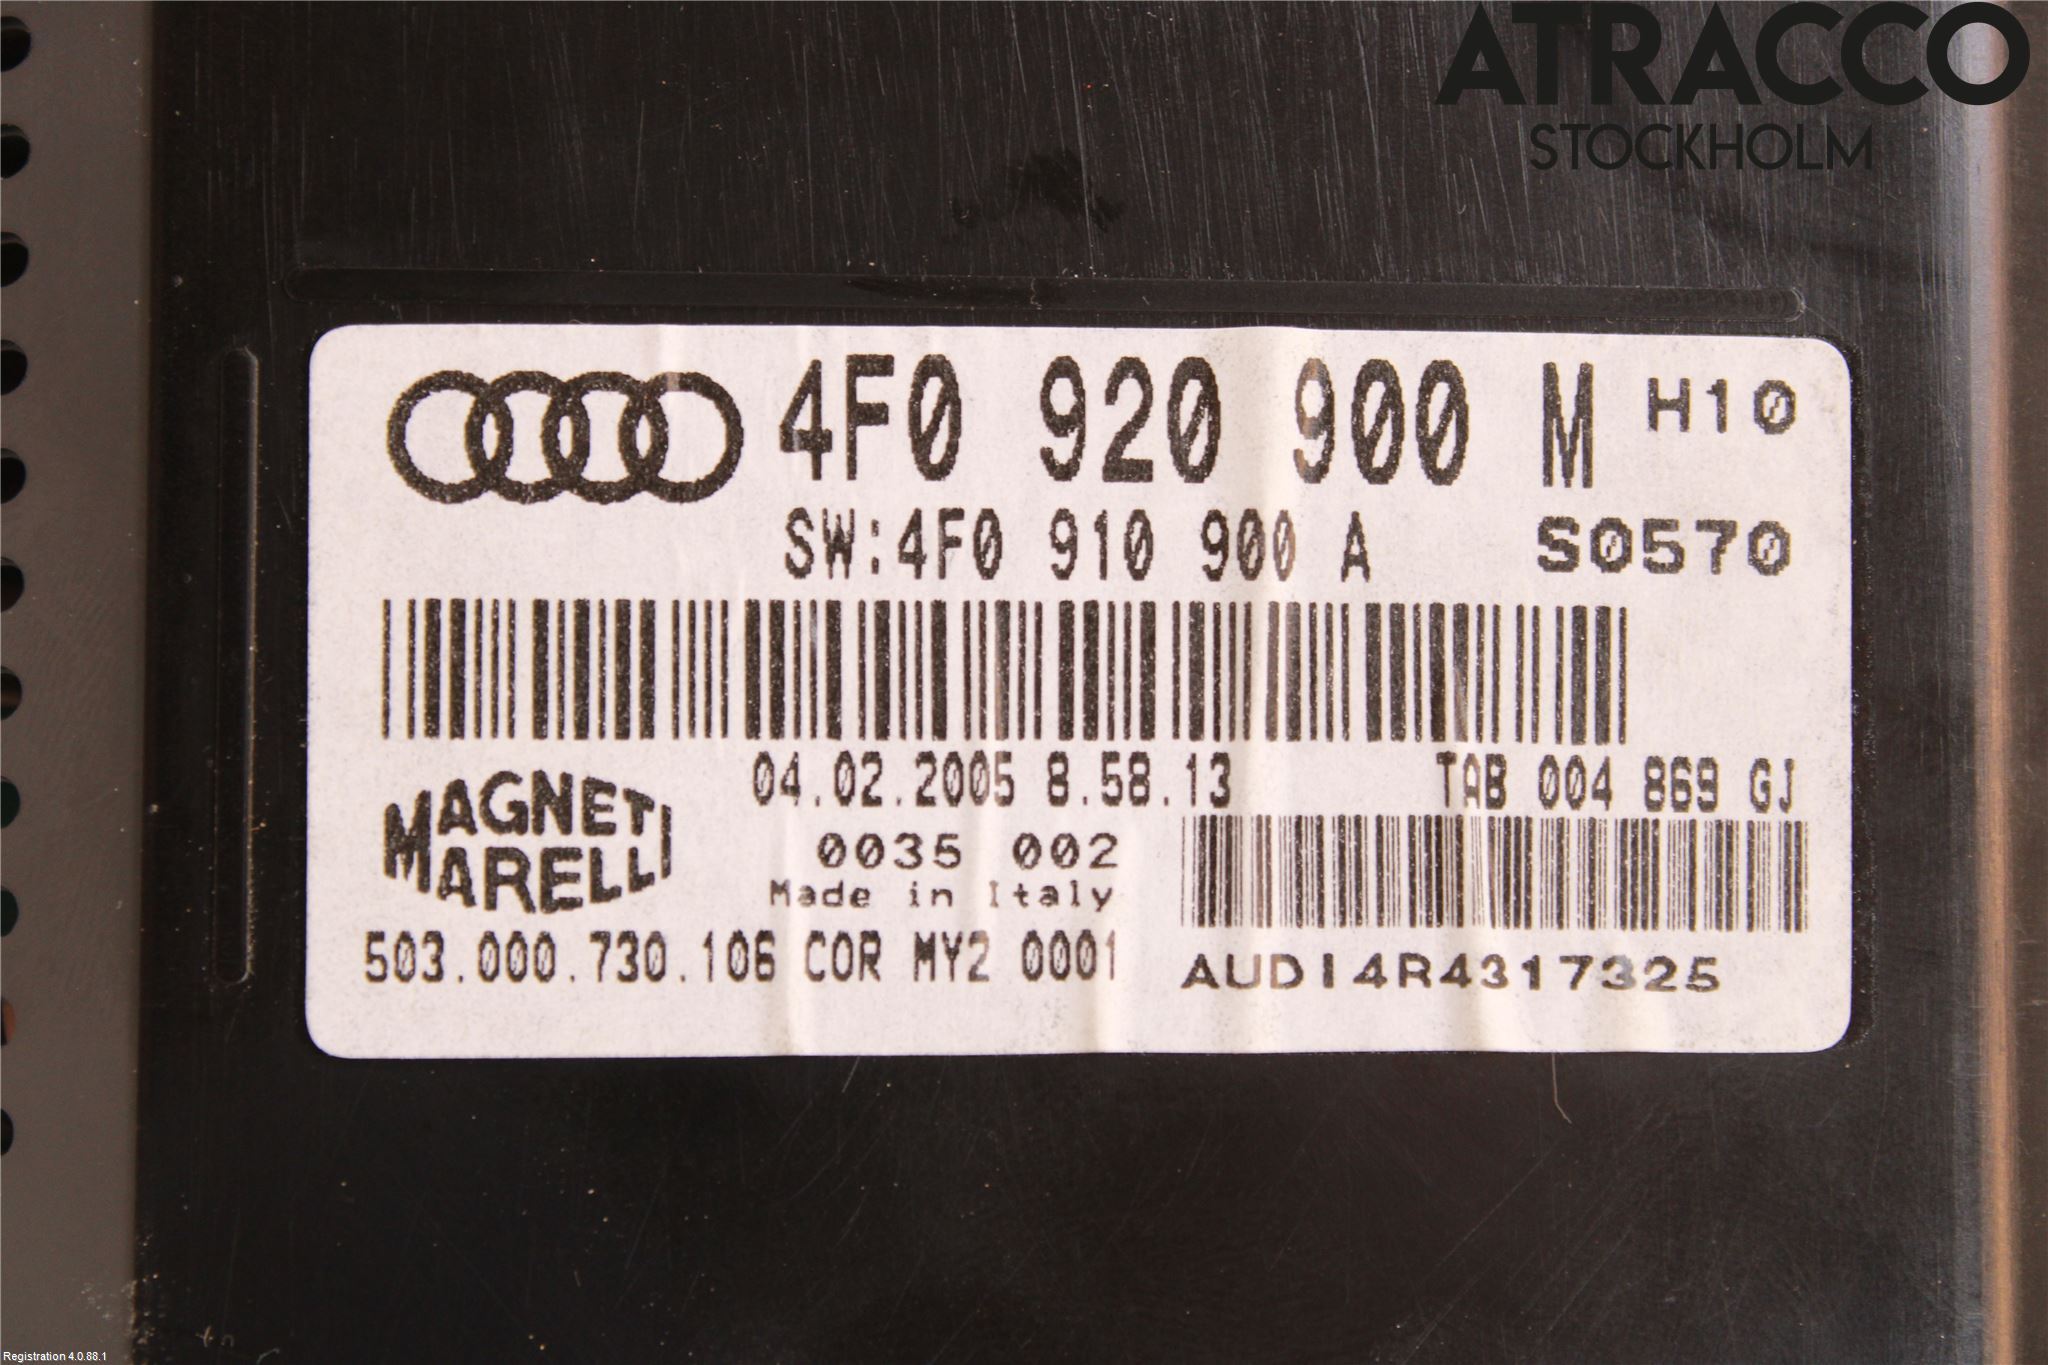 ATRACCO
STOCKHOLM
4F0 920 900 M H10
SW:4F0 910 900 A S0570
04.02.2005 8.58.13 TAB 004 869 GJ
MAGNETI
MARELLI
0035 002
Made in Italy
503.000.730.106 COR MY2 0001
AUDI4R4317325
Registration 4.0.88.1